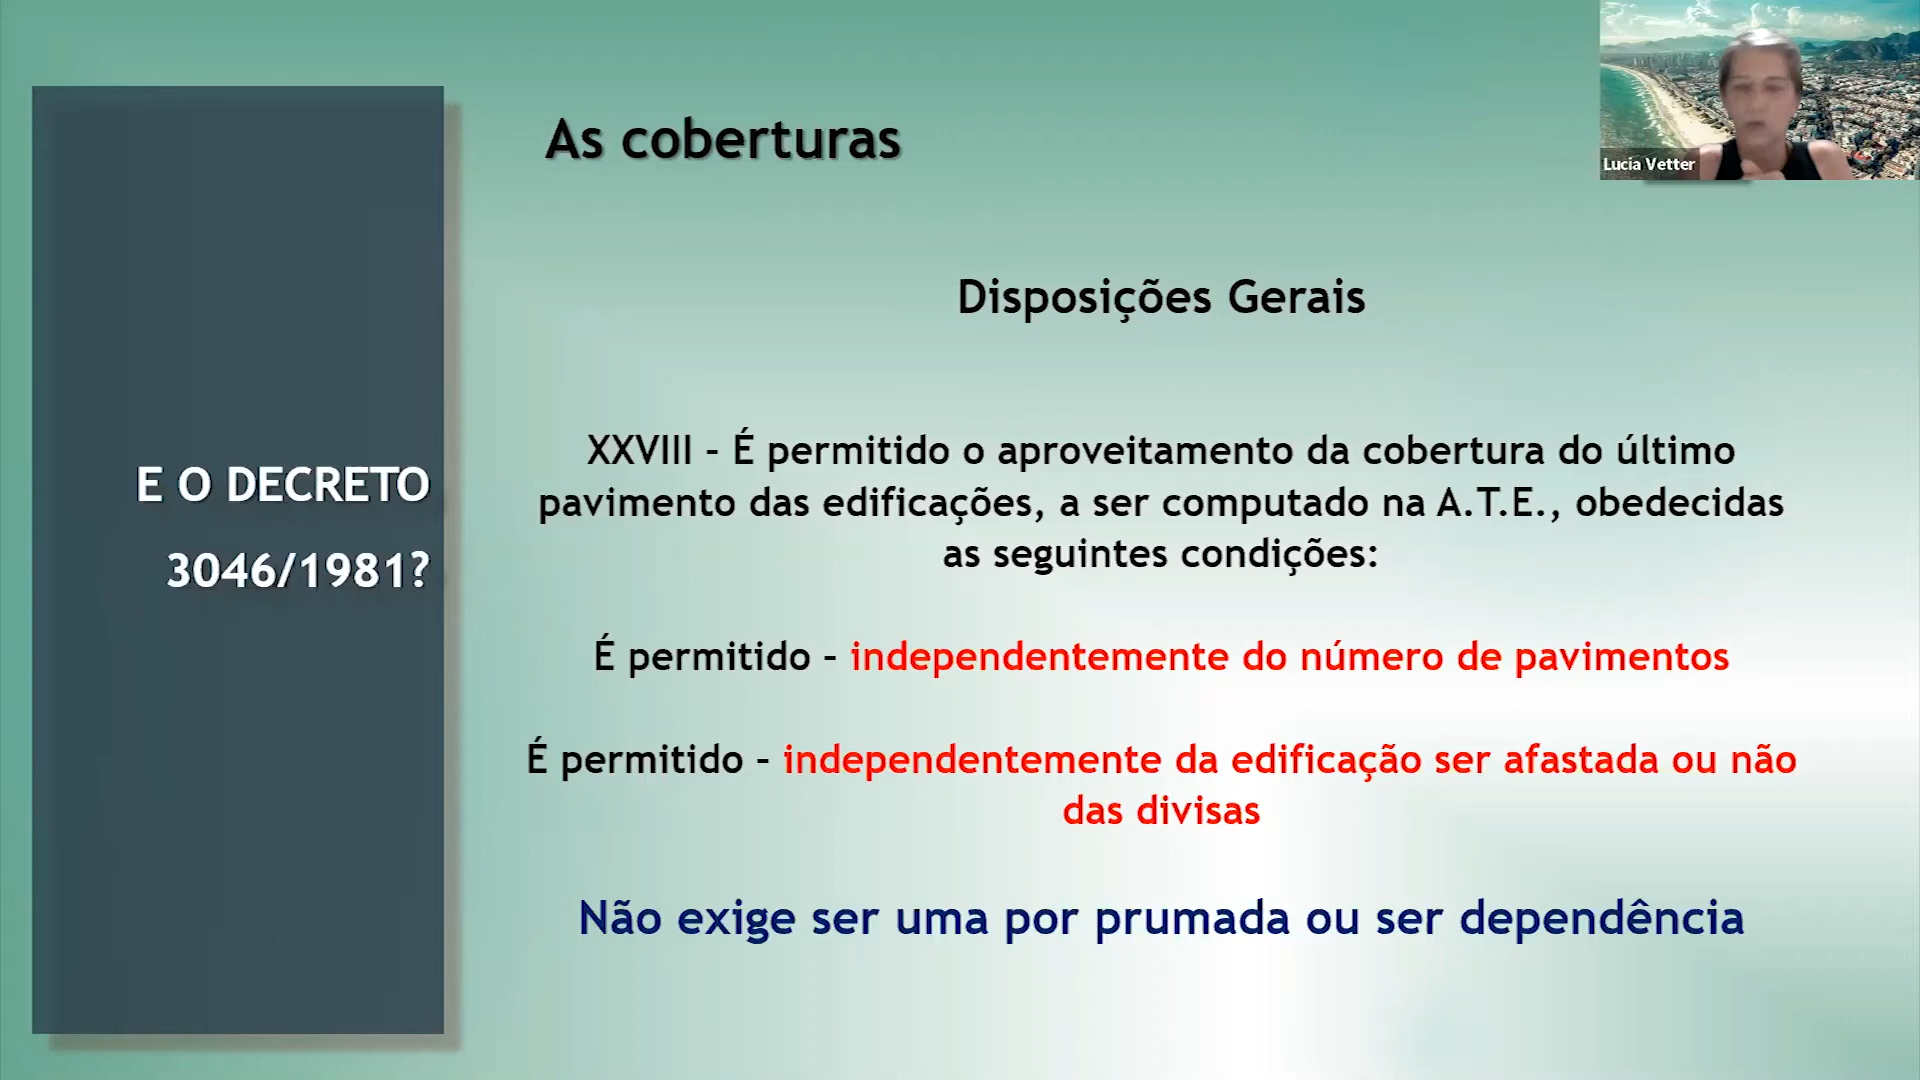 As coberturas
Lucia Vetter
Disposições Gerais
E O DECRETO
3046/1981?
XXVIII – É permitido o aproveitamento da cobertura do último
pavimento das edificações, a ser computado na A.T.E., obedecidas
as seguintes condições:
É permitido – independentemente do número de pavimentos
É permitido – independentemente da edificação ser afastada ou não
das divisas
Não exige ser uma por prumada ou ser dependência